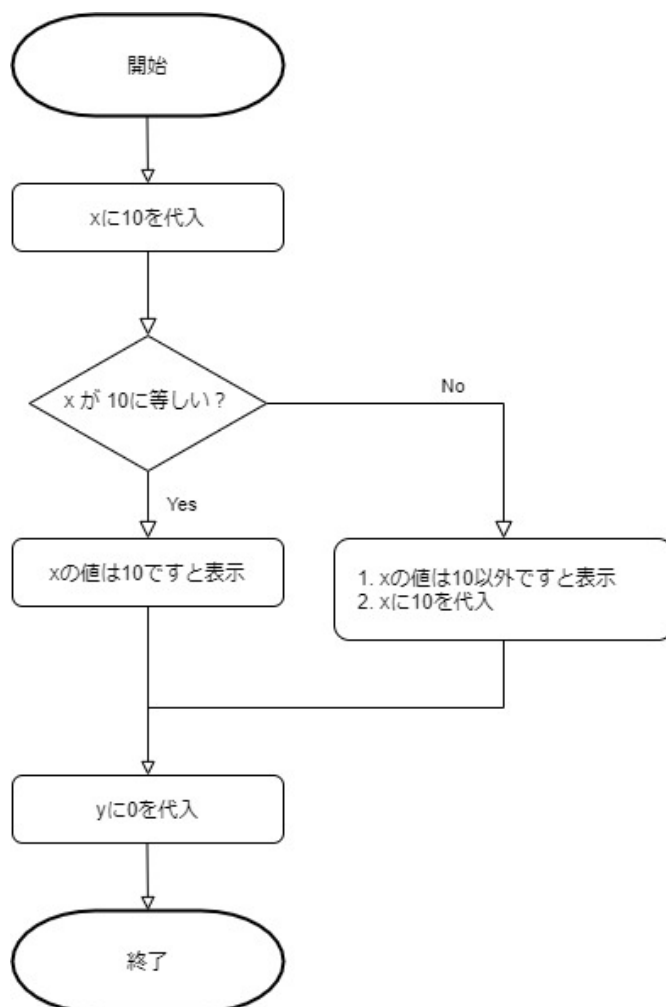 開始
xに10を代入
x が 10に等しい？
No
Yes
xの値は10ですと表示
1. xの値は10以外ですと表示
2. xに10を代入
yに0を代入
終了